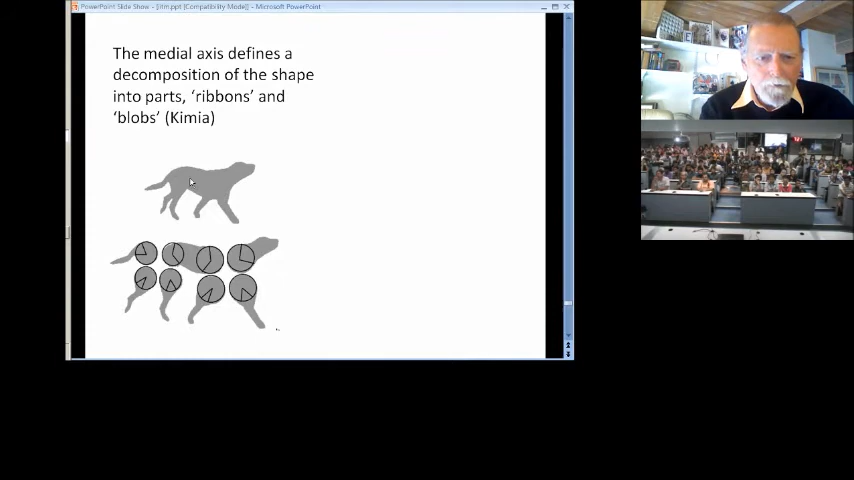 PowerPoint Slide Show - [itm.ppt [Compatibility Mode]] - Microsoft PowerPoint
The medial axis defines a
decomposition of the shape
into parts, ‘ribbons’ and
‘blobs’ (Kimia)